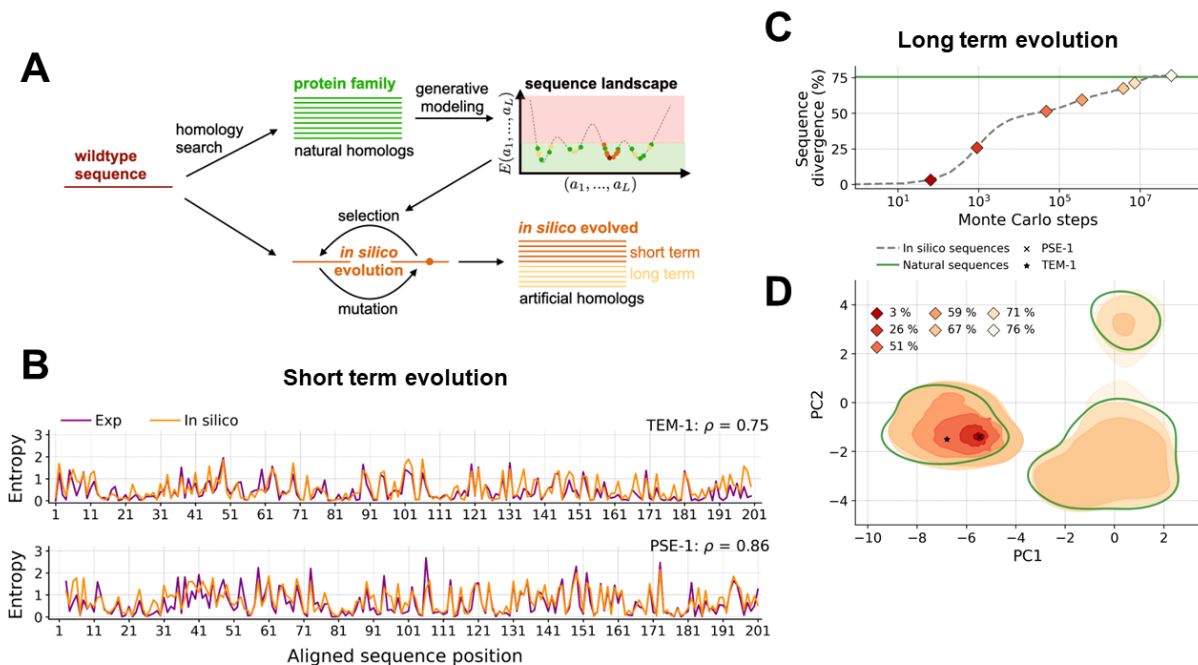 A
wildtype
sequence
homology
search
protein family
natural homologs
generative
modeling
sequence landscape
E(a₁, ..., a_L)
(a₁, ..., a_L)
selection
in silico
evolution
mutation
in silico evolved
short term
long term
artificial homologs
B
Short term evolution
Exp
In silico
TEM-1: ρ = 0.75
Entropy
3
2
1
0
1 11 21 31 41 51 61 71 81 91 101 111 121 131 141 151 161 171 181 191 201
PSE-1: ρ = 0.86
Entropy
3
2
1
0
1 11 21 31 41 51 61 71 81 91 101 111 121 131 141 151 161 171 181 191 201
Aligned sequence position
C
Long term evolution
Sequence
divergence (%)
75
50
25
0
10¹ 10³ 10⁵ 10⁷
Monte Carlo steps
In silico sequences
Natural sequences
PSE-1
TEM-1
D
3 %
26 %
51 %
59 %
67 %
71 %
76 %
PC2
4
2
0
−2
−4
−10 −8 −6 −4 −2 0 2
PC1